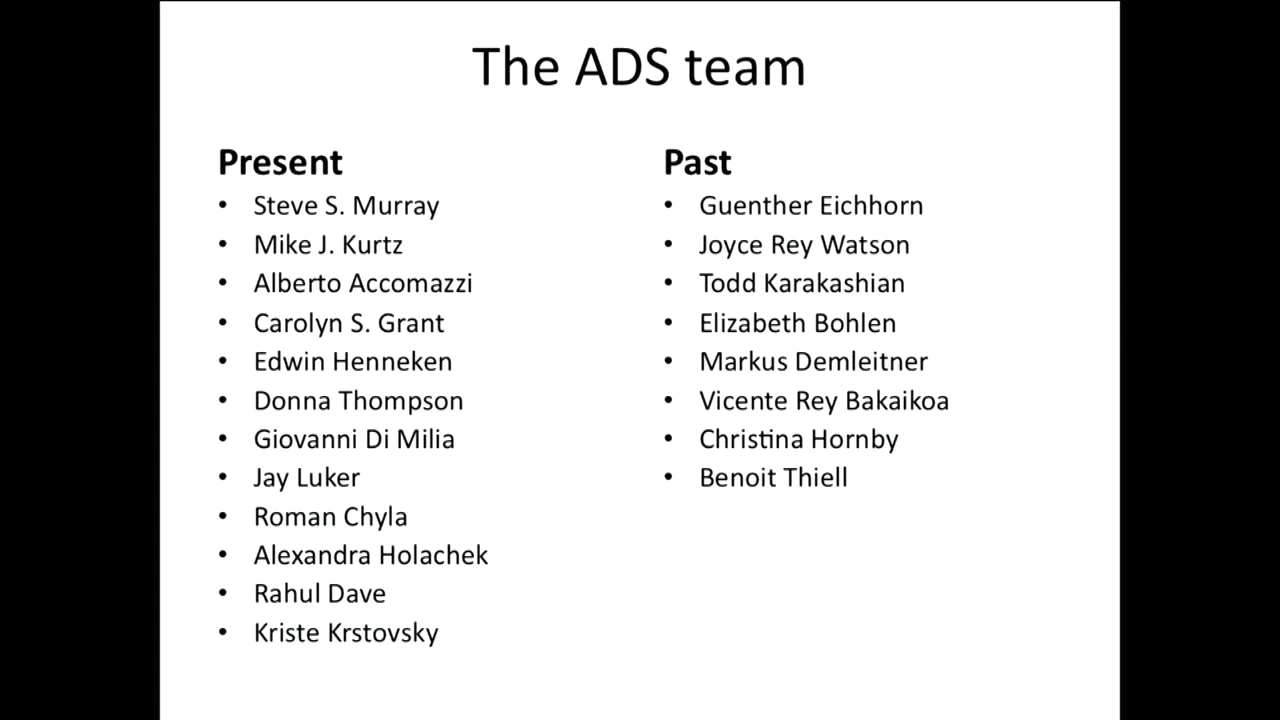 The ADS team
Present
• Steve S. Murray
• Mike J. Kurtz
• Alberto Accomazzi
• Carolyn S. Grant
• Edwin Henneken
• Donna Thompson
• Giovanni Di Milia
• Jay Luker
• Roman Chyla
• Alexandra Holachek
• Rahul Dave
• Kriste Krstovsky
Past
• Guenther Eichhorn
• Joyce Rey Watson
• Todd Karakashian
• Elizabeth Bohlen
• Markus Demleitner
• Vicente Rey Bakaikoa
• Christina Hornby
• Benoit Thiell